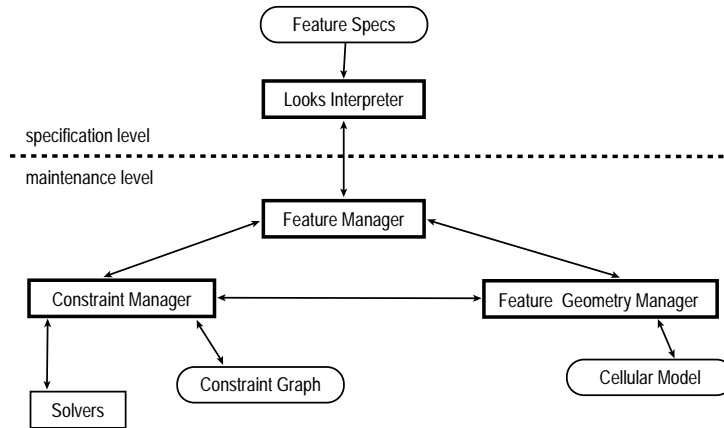 Feature Specs
Looks Interpreter
specification level
maintenance level
Feature Manager
Constraint Manager
Feature Geometry Manager
Constraint Graph
Cellular Model
Solvers